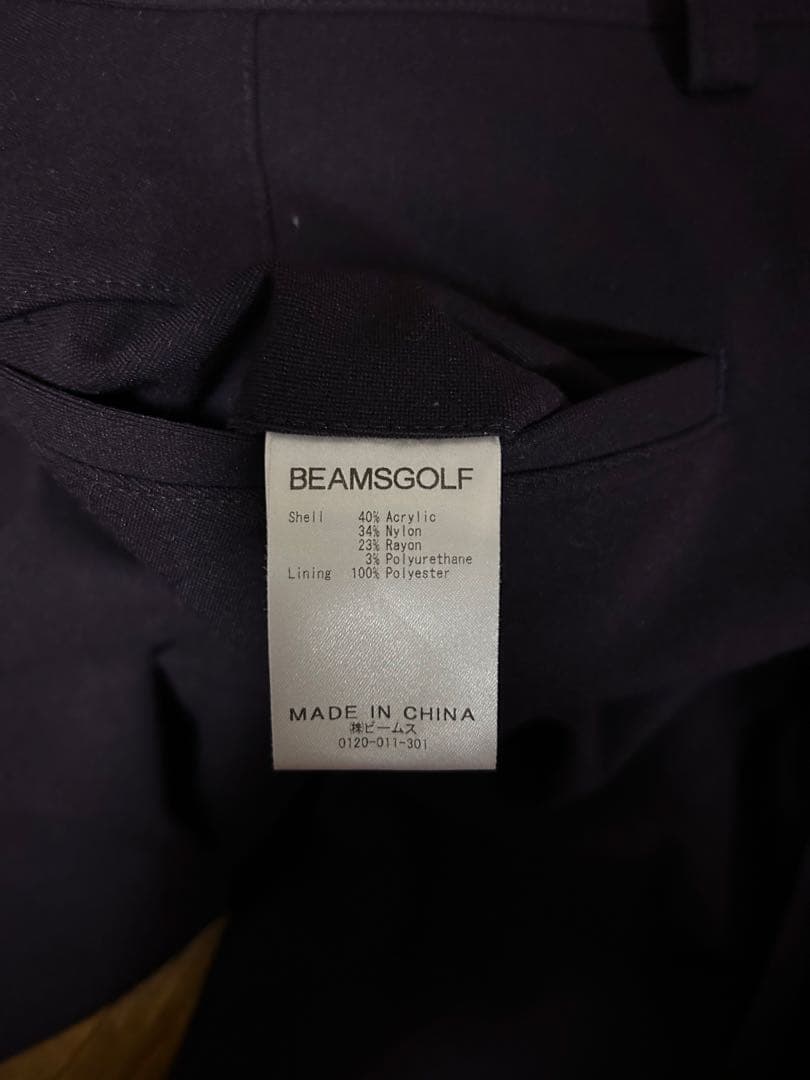 BEAMSGOLF
Shell 40% Acrylic
34% Nylon
23% Rayon
3% Polyurethane
Lining 100% Polyester
MADE IN CHINA
㈱ビームス
0120-011-301